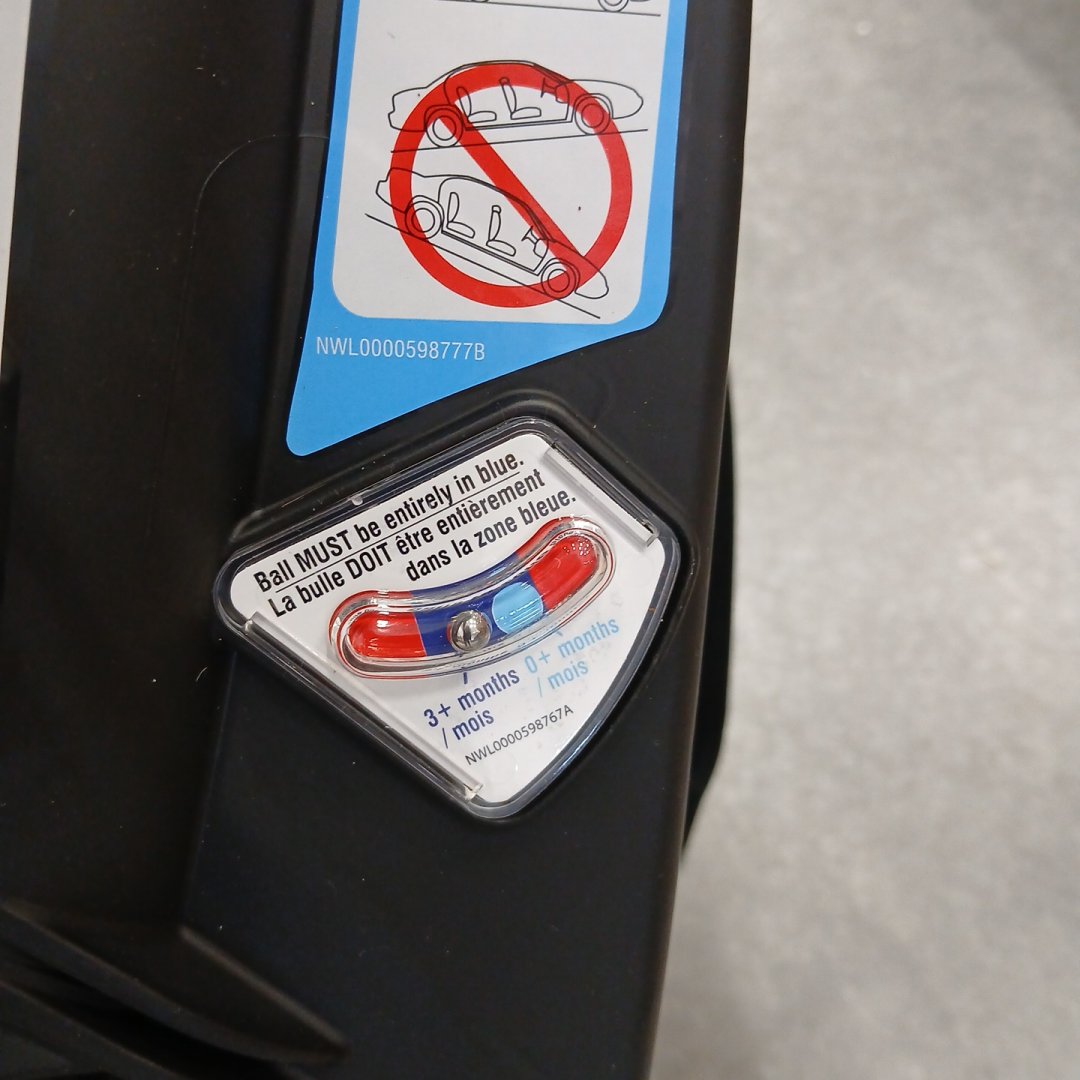 NWL0000598777B
Ball MUST be entirely in blue.
La bulle DOIT être entièrement
dans la zone bleue.
3+ months
/ mois
0+ months
/ mois
NWL0000598767A